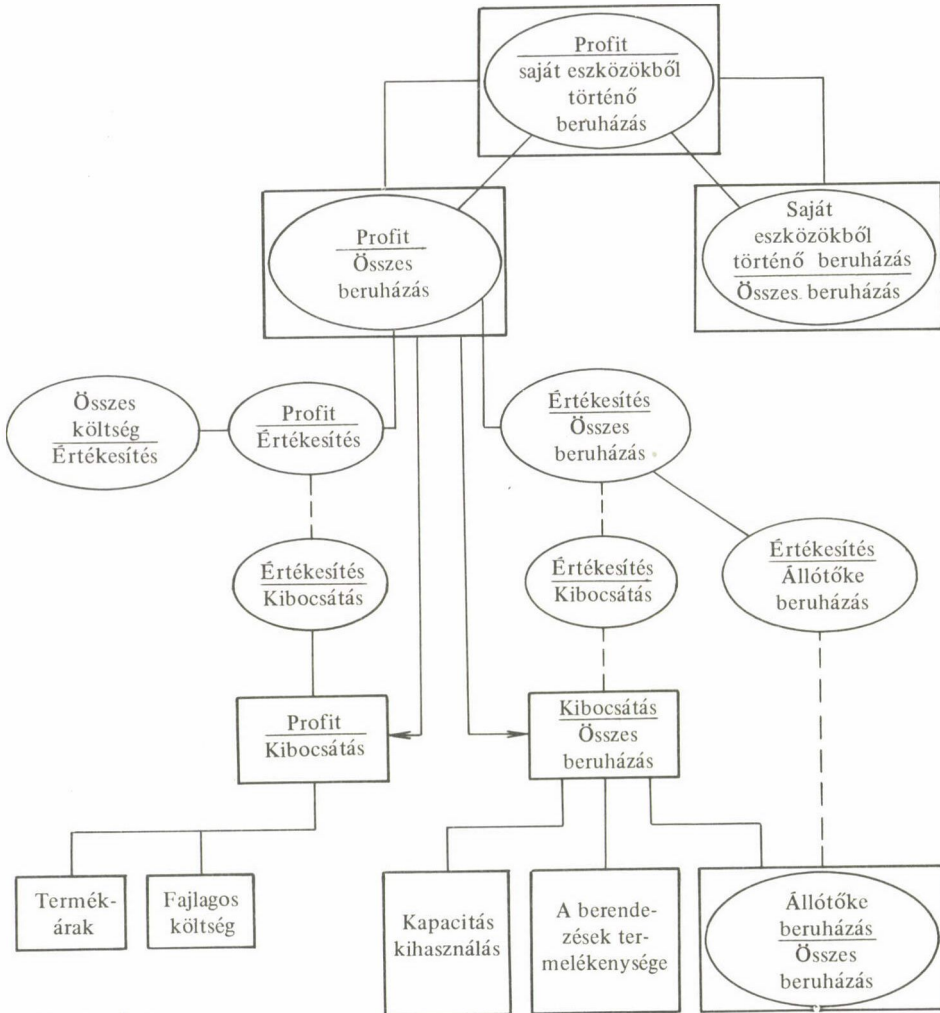 Profit
saját eszközökből
történő
beruházás
Profit
Összes
beruházás
Saját
eszközökből
történő beruházás
Összes beruházás
Összes
költség
Értékesítés
Profit
Értékesítés
Értékesítés
Összes
beruházás
Értékesítés
Kibocsátás
Értékesítés
Kibocsátás
Értékesítés
Állótőke
beruházás
Profit
Kibocsátás
Kibocsátás
Összes
beruházás
Termék-
árak
Fajlagos
költség
Kapacitás
kihasználás
A berende-
zések ter-
melékenysége
Állótőke
beruházás
Összes
beruházás